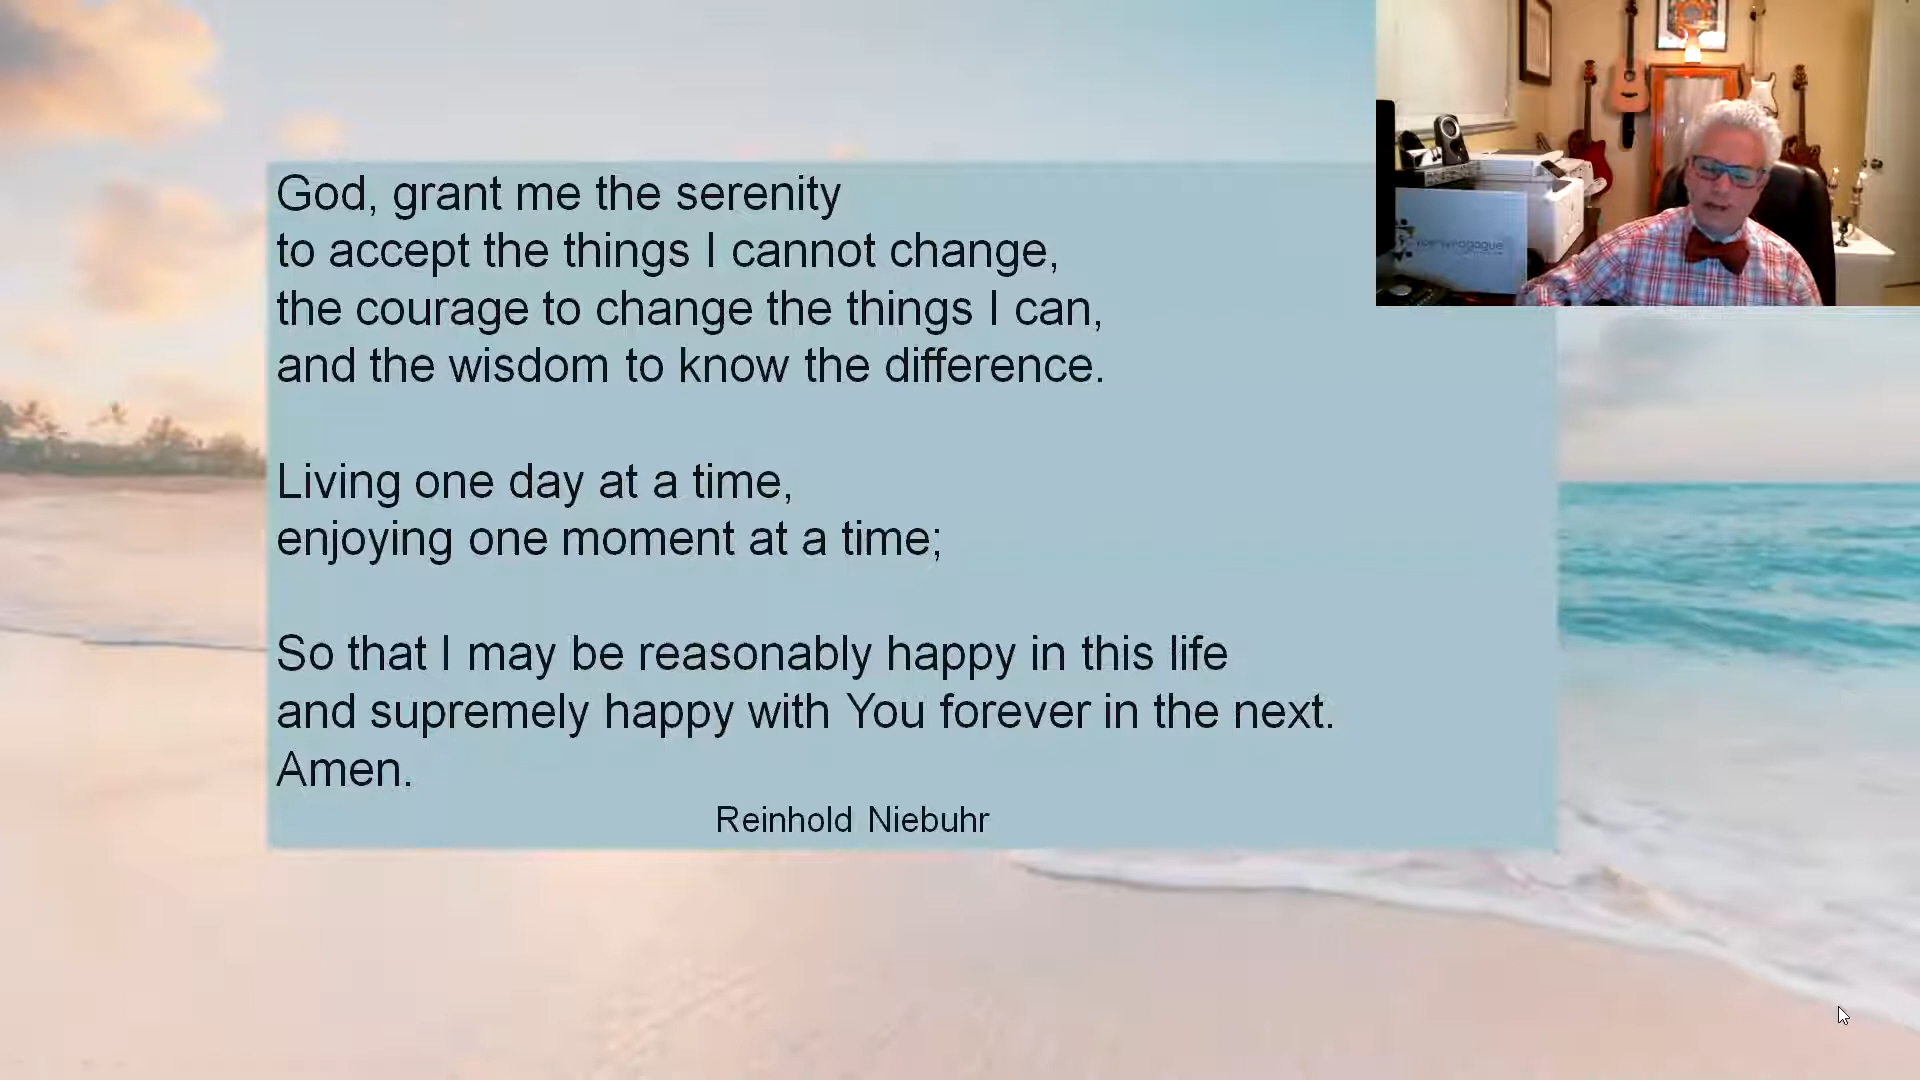 God, grant me the serenity
to accept the things I cannot change,
the courage to change the things I can,
and the wisdom to know the difference.
Living one day at a time,
enjoying one moment at a time;
So that I may be reasonably happy in this life
and supremely happy with You forever in the next.
Amen.
Reinhold Niebuhr